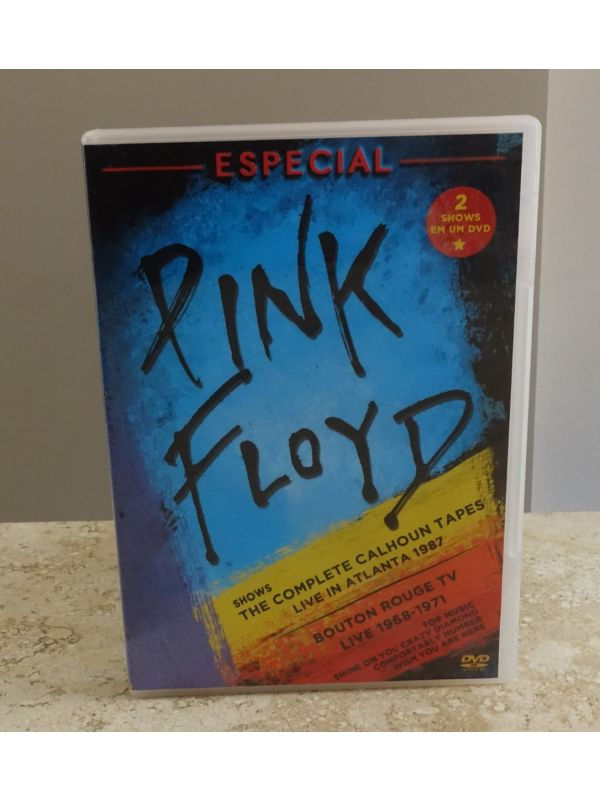 ESPECIAL
2
SHOWS
EM UM DVD
PINK
FLOYD
SHOWS
THE COMPLETE CALHOUN TAPES
LIVE IN ATLANTA 1987
BOUTON ROUGE TV
LIVE 1968-1971
TOP MUSIC
SHINE ON YOU CRAZY DIAMOND
CONFORTABLY NUMBER
WISH YOU ARE HERE
DVD